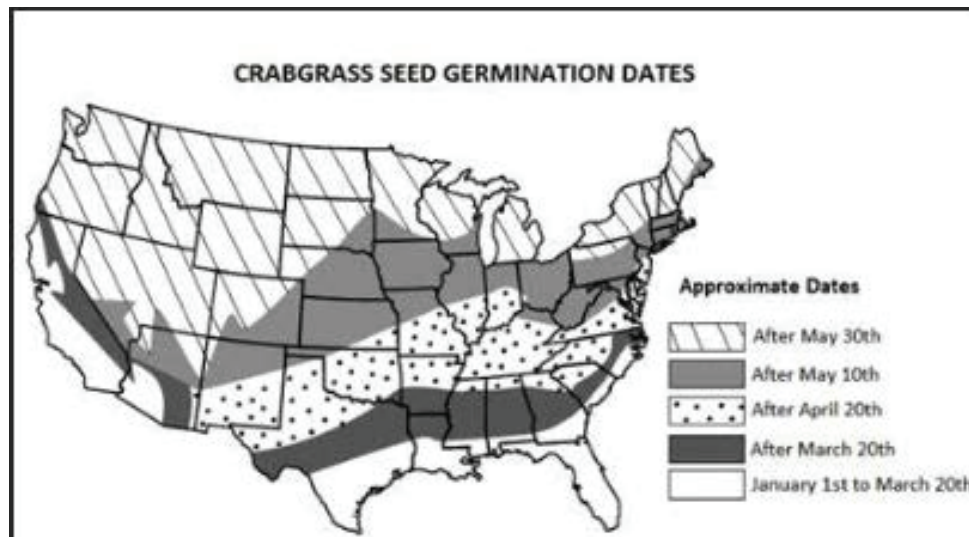 CRABGRASS SEED GERMINATION DATES
Approximate Dates
After May 30th
After May 10th
After April 20th
After March 20th
January 1st to March 20th